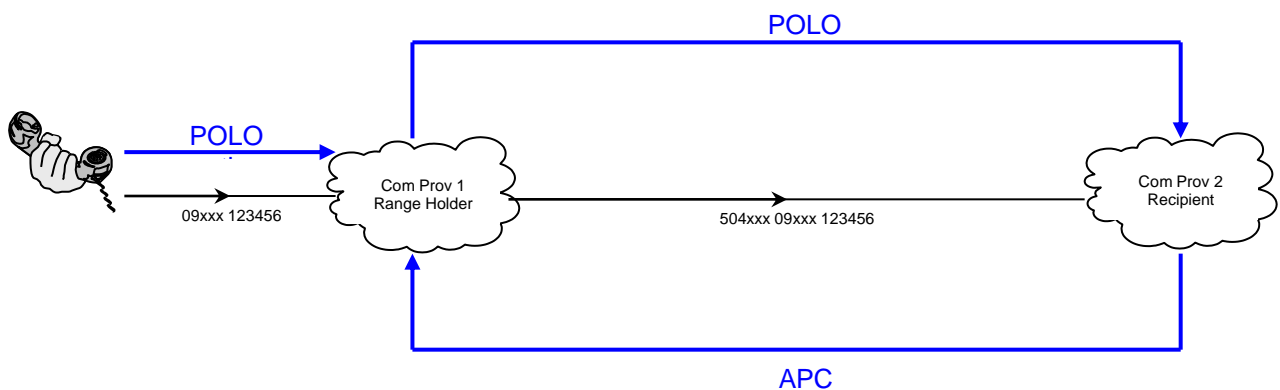 POLO
POLO
Com Prov 1
Range Holder
Com Prov 2
Recipient
09xxx 123456
504xxx 09xxx 123456
APC